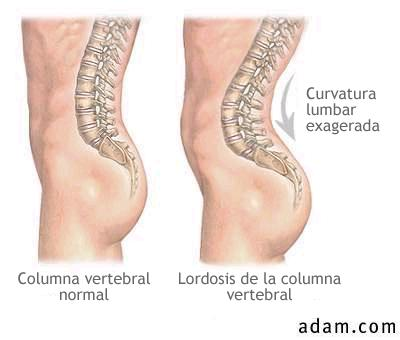 Curvatura
lumbar
exagerada
Columna vertebral
normal
Lordosis de la columna
vertebral
adam.com